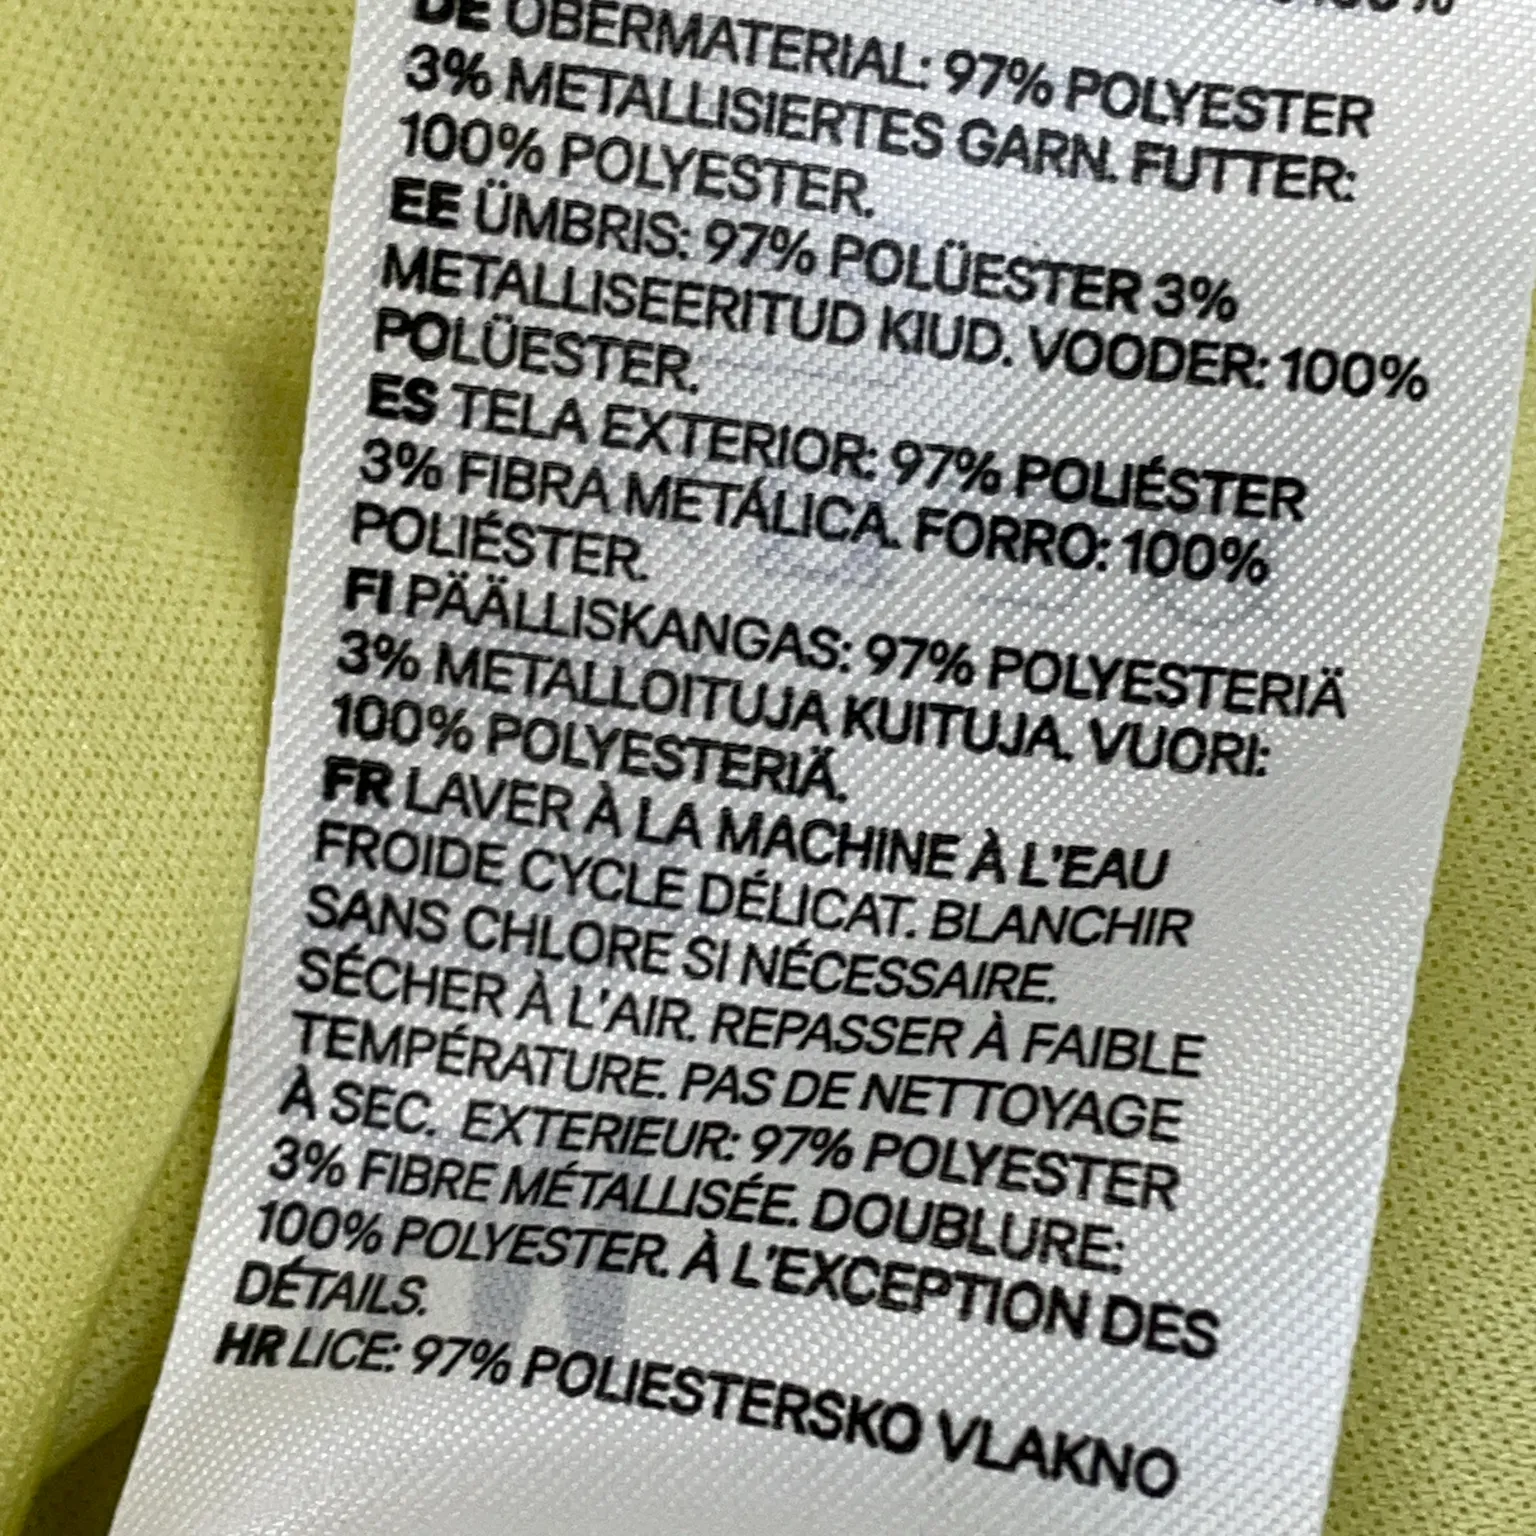 DE OBERMATERIAL: 97% POLYESTER
3% METALLISIERTES GARN. FUTTER:
100% POLYESTER.
EE ÜMBRIS: 97% POLÜESTER 3%
METALLISEERITUD KIUD. VOODER: 100%
POLÜESTER.
ES TELA EXTERIOR: 97% POLIÉSTER
3% FIBRA METÁLICA. FORRO: 100%
POLIÉSTER.
FI PÄÄLLISKANGAS: 97% POLYESTERIÄ
3% METALLOITUJA KUITUJA. VUORI:
100% POLYESTERIÄ.
FR LAVER À LA MACHINE À L'EAU
FROIDE CYCLE DÉLICAT. BLANCHIR
SANS CHLORE SI NÉCESSAIRE.
SÉCHER À L'AIR. REPASSER À FAIBLE
TEMPÉRATURE. PAS DE NETTOYAGE
À SEC. EXTERIEUR: 97% POLYESTER
3% FIBRE MÉTALLISÉE. DOUBLURE:
100% POLYESTER. À L'EXCEPTION DES
DÉTAILS.
HR LICE: 97% POLIESTERSKO VLAKNO